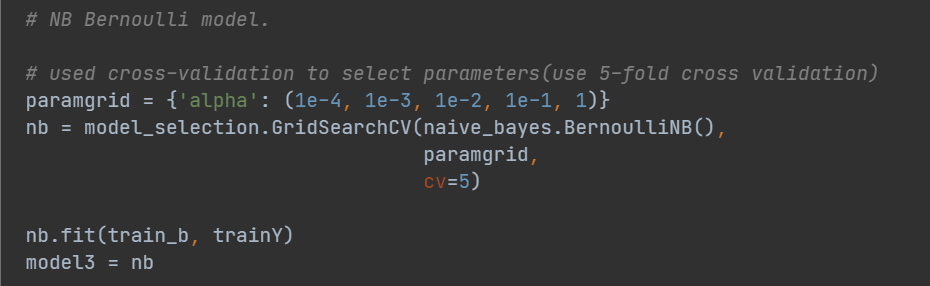 # NB Bernoulli model.
# used cross-validation to select parameters(use 5-fold cross validation)
paramgrid = {'alpha': (1e-4, 1e-3, 1e-2, 1e-1, 1)}
nb = model_selection.GridSearchCV(naive_bayes.BernoulliNB(),
paramgrid,
cv=5)
nb.fit(train_b, trainY)
model3 = nb